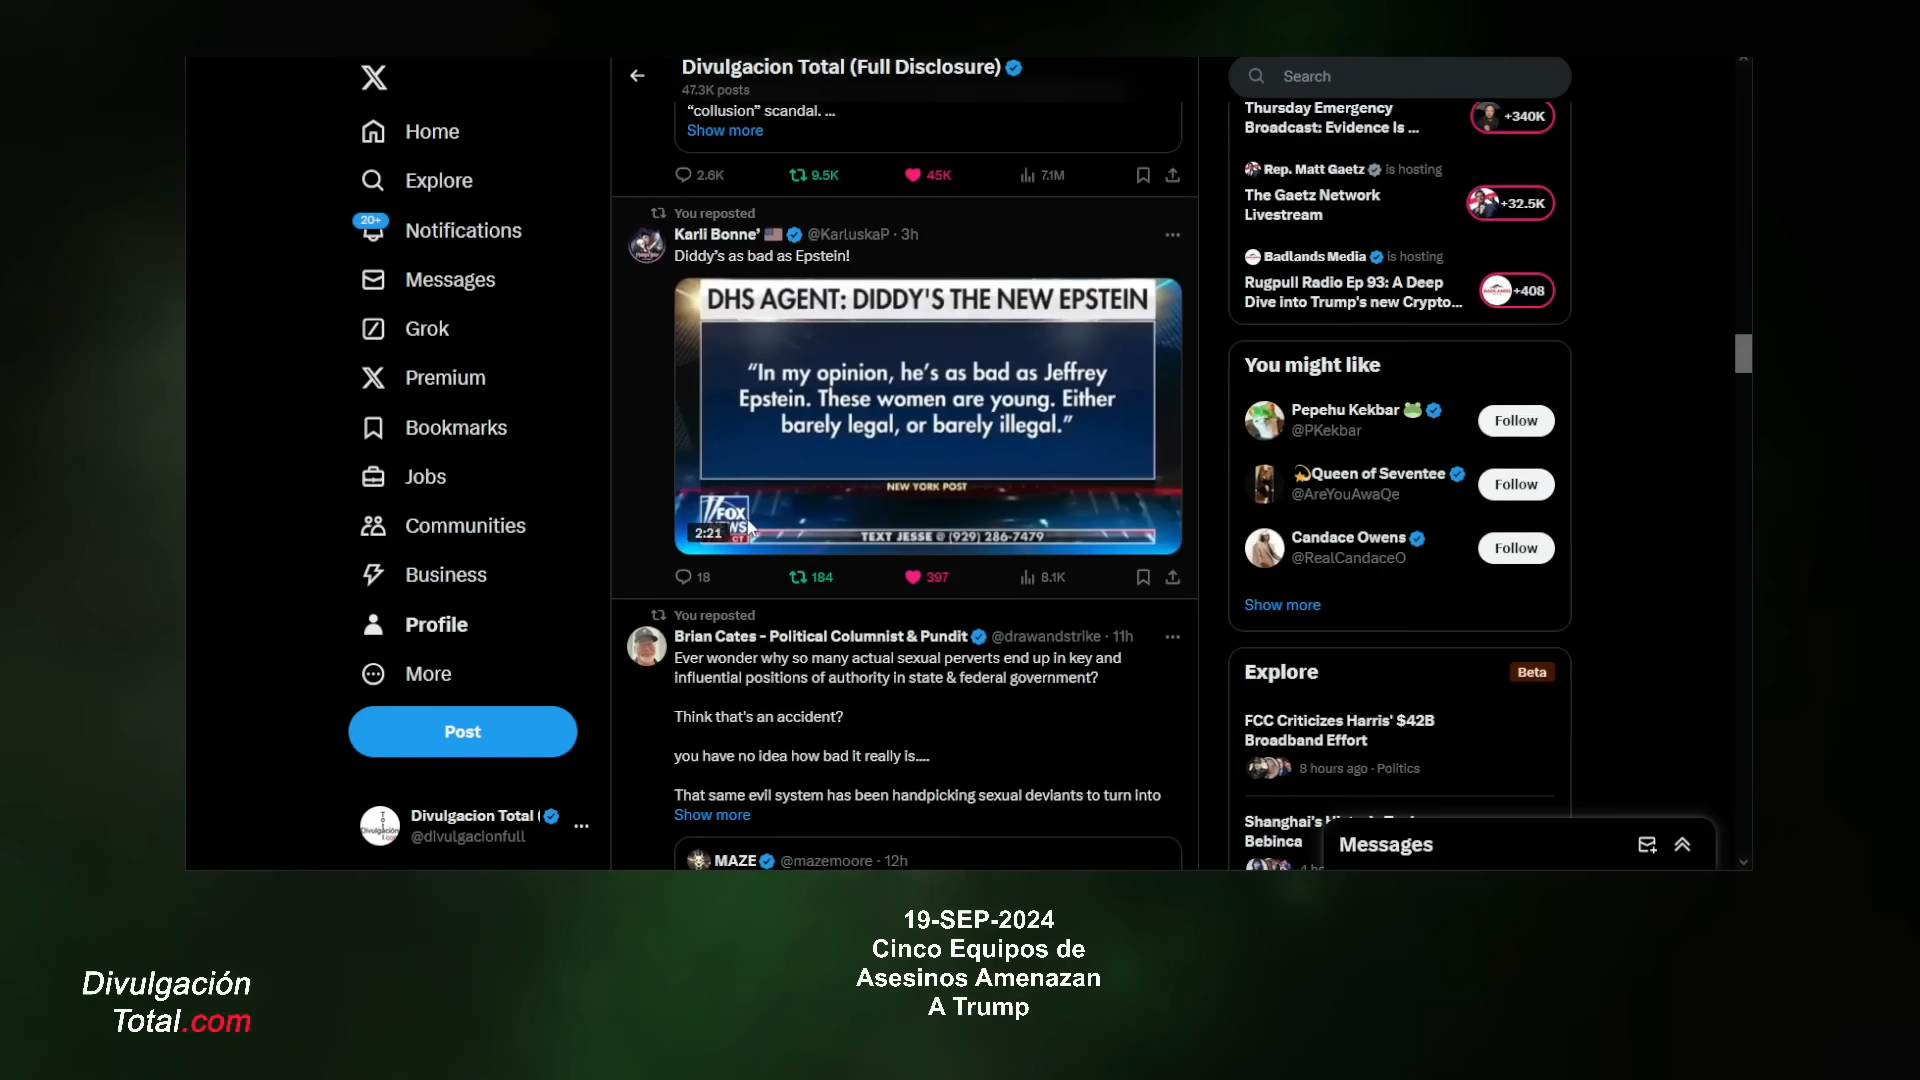 Home
Explore
20+
Notifications
Messages
Grok
Premium
Bookmarks
Jobs
Communities
Business
Profile
More
Post
Divulgacion Total (
@divulgacionfull
Divulgacion Total (Full Disclosure)
47.3K posts
“collusion” scandal. ...
Show more
2.6K 9.5K 45K 7.1M
You reposted
Karli Bonne’ @KarluskaP · 3h
Diddy's as bad as Epstein!
DHS AGENT: DIDDY'S THE NEW EPSTEIN
“In my opinion, he's as bad as Jeffrey
Epstein. These women are young. Either
barely legal, or barely illegal.”
NEW YORK POST
FOX
2:21
CT
TEXT JESSE @ (929) 286-7479
18 184 397 8.1K
You reposted
Brian Cates - Political Columnist & Pundit @drawandstrike · 11h
Ever wonder why so many actual sexual perverts end up in key and
influential positions of authority in state & federal government?
Think that's an accident?
you have no idea how bad it really is....
That same evil system has been handpicking sexual deviants to turn into
Show more
MAZE @mazemoore · 12h
Search
Thursday Emergency
Broadcast: Evidence Is ...
+340K
Rep. Matt Gaetz is hosting
The Gaetz Network
Livestream
+32.5K
Badlands Media is hosting
Rugpull Radio Ep 93: A Deep
Dive into Trump's new Crypto...
+408
You might like
Pepehu Kekbar
@PKekbar
Follow
Queen of Seventee
@AreYouAwaQe
Follow
Candace Owens
@RealCandaceO
Follow
Show more
Explore
Beta
FCC Criticizes Harris' $42B
Broadband Effort
8 hours ago · Politics
Shanghai's
Bebinca
Messages
19-SEP-2024
Cinco Equipos de
Asesinos Amenazan
A Trump
Divulgación
Total.com